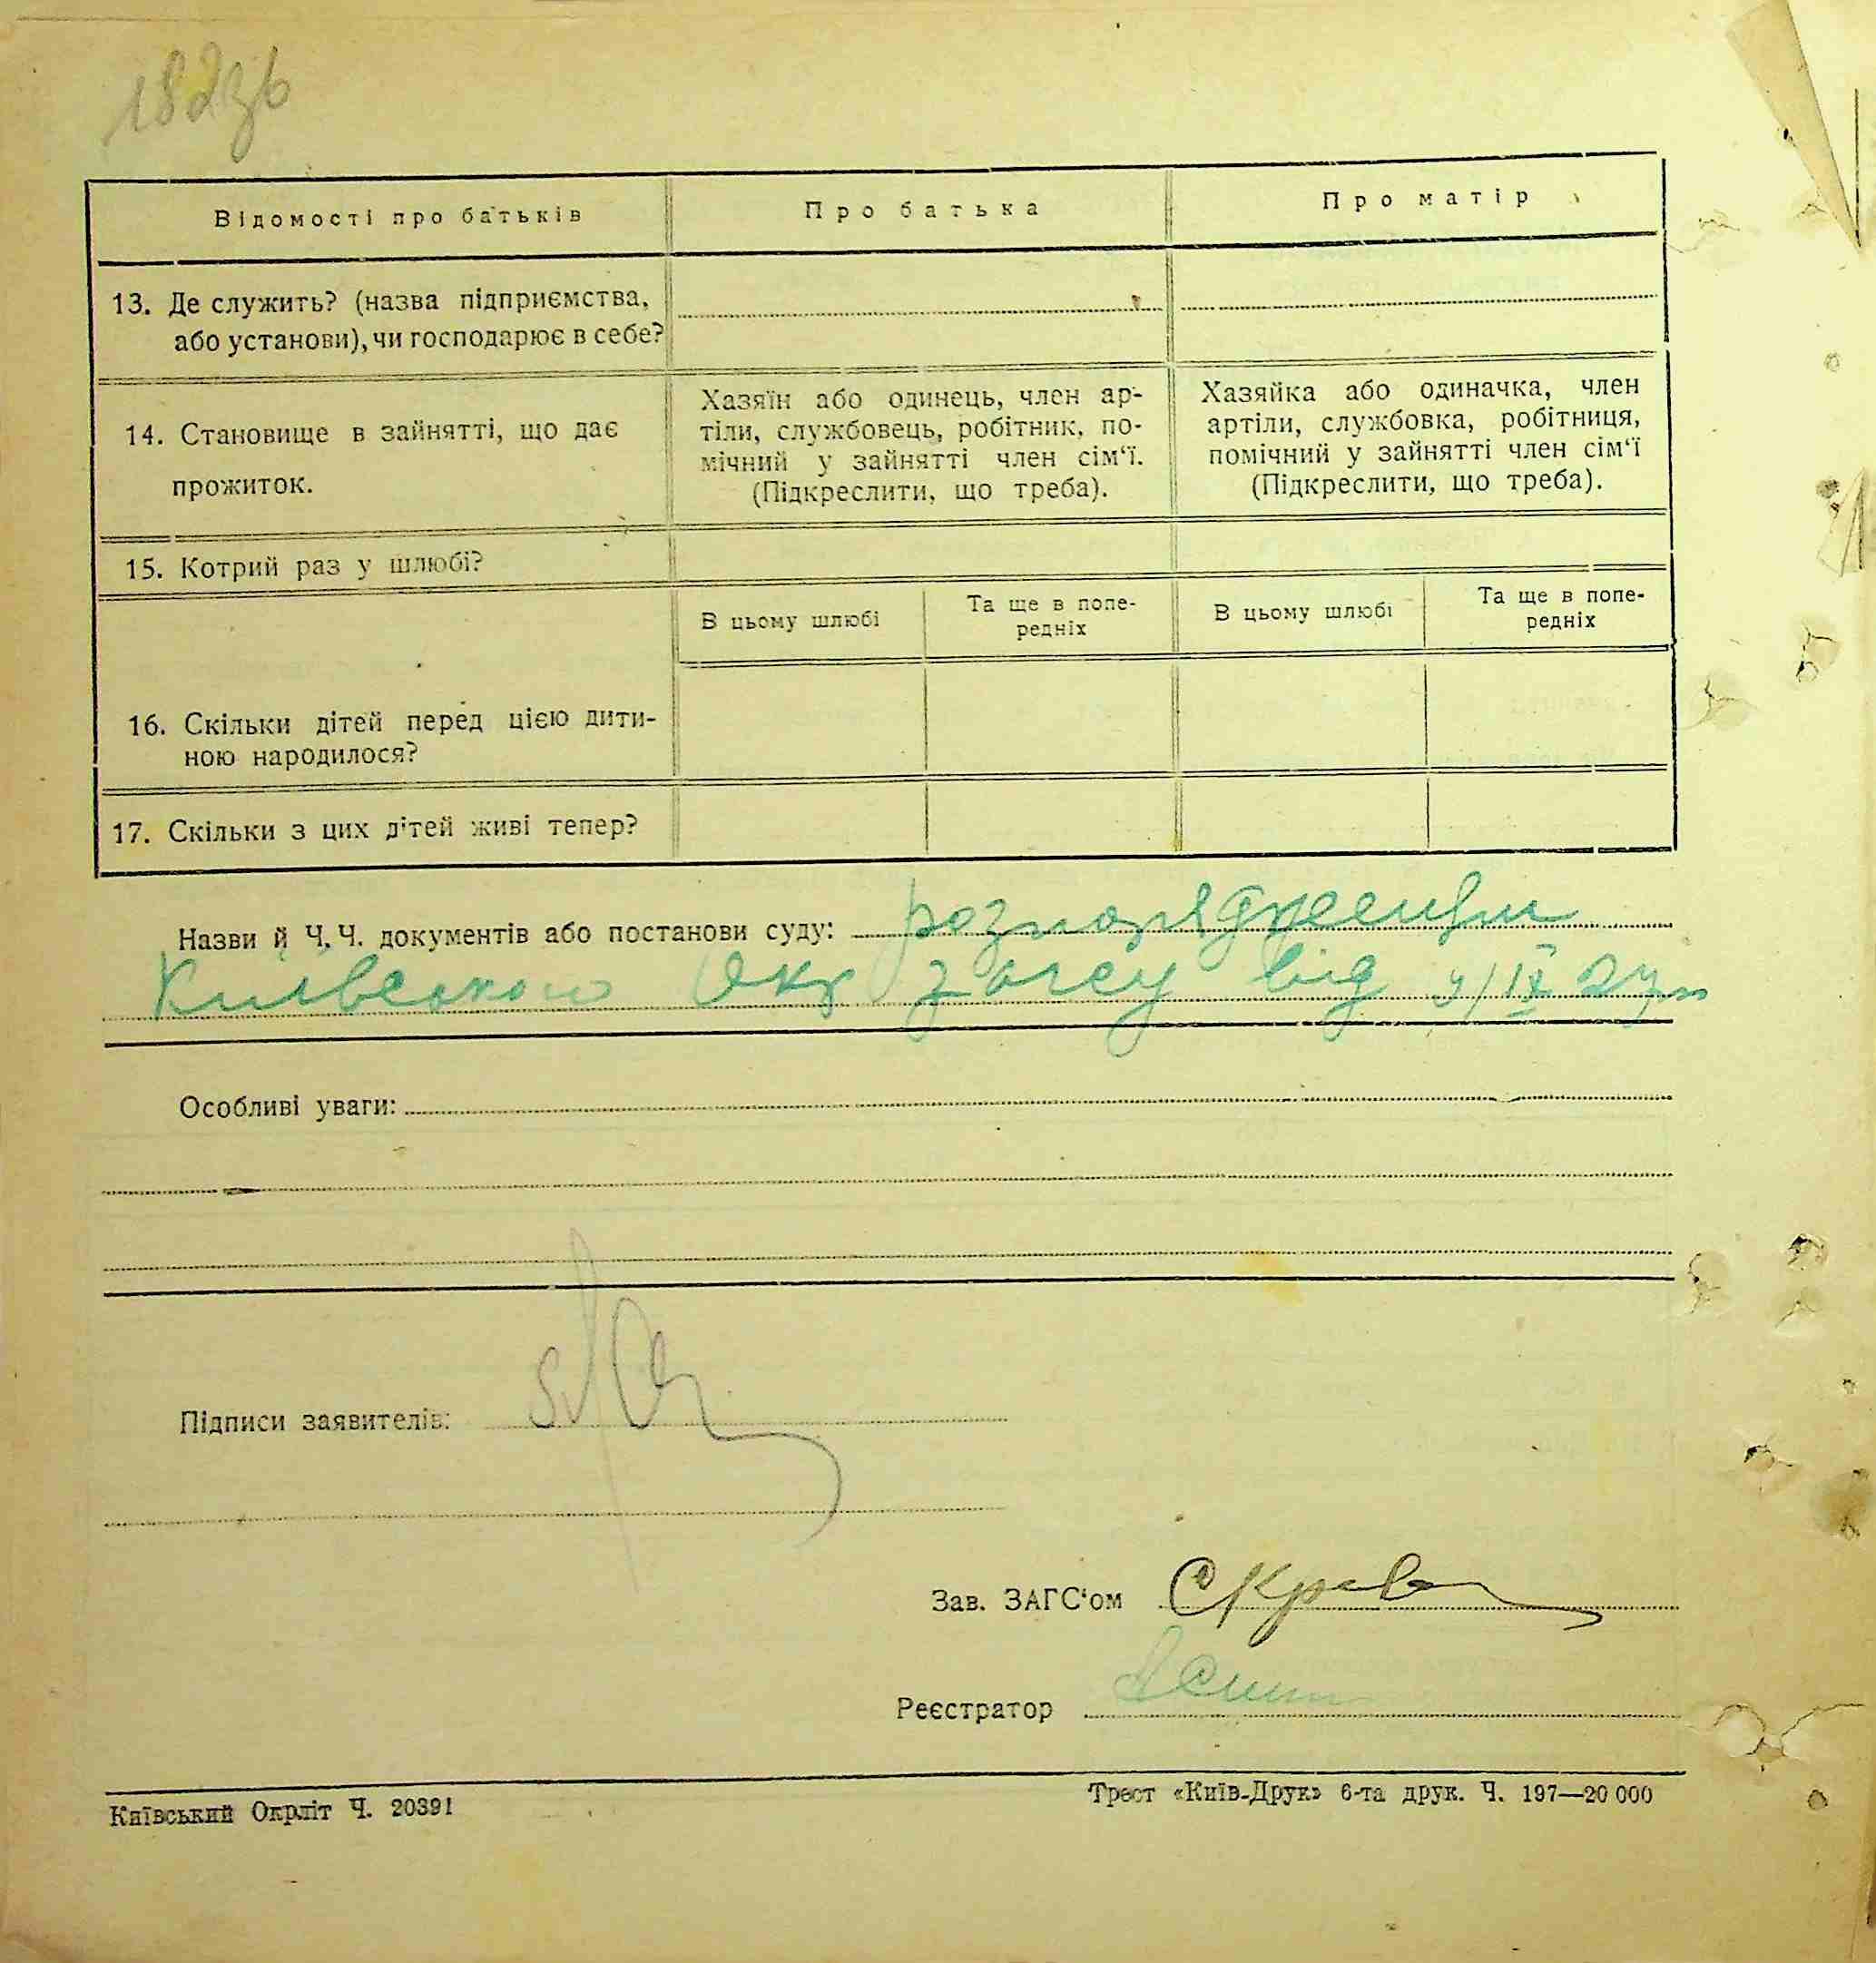 182зв
Відомості про батьків
Про батька
Про матір
13. Де служить? (назва підприємства,
або установи), чи господарює в себе?
14. Становище в зайнятті, що дає
прожиток.
Хазяїн або одинець, член ар-
тіли, службовець, робітник, по-
мічний у зайнятті член сім‘ї.
(Підкреслити, що треба).
Хазяйка або одиначка, член
артіли, службовка, робітниця,
помічний у зайнятті член сім‘ї
(Підкреслити, що треба).
15. Котрий раз у шлюбі?
В цьому шлюбі
Та ще в попе-
редніх
В цьому шлюбі
Та ще в попе-
редніх
16. Скільки дітей перед цією дити-
ною народилося?
17. Скільки з цих дітей живі тепер?
Назви й Ч. Ч. документів або постанови суду: розпорядження
Київського Окр загсу від
Особливі уваги:
Підписи заявителів:
Зав. ЗАГС‘ом
Реєстратор
Київський Окрліт Ч. 20391
Трест «Київ-Друк» 6-та друк. Ч. 197—20 000